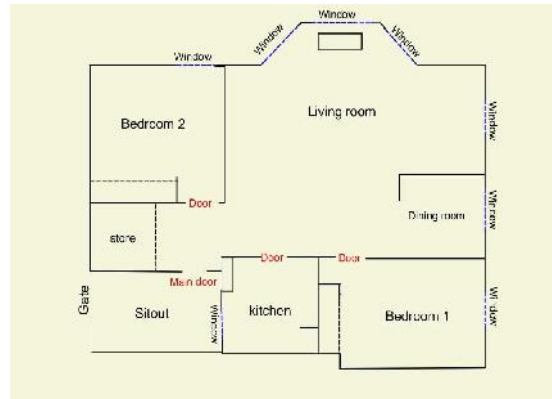 Window
Window
Window
Window
Bedroom 2
Living room
Window
Door
Dining room
Window
store
Door
Door
Main door
Gate
Sitout
Window
kitchen
Bedroom 1
Window